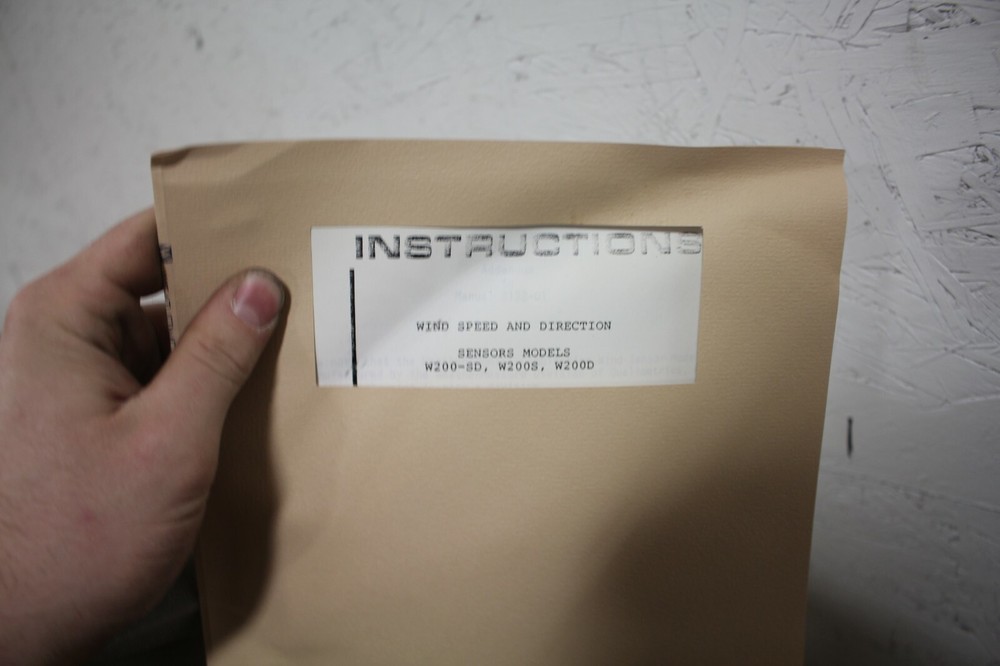 INSTRUCTIONS
WIND SPEED AND DIRECTION
SENSORS MODELS
W200-SD, W200S, W200D